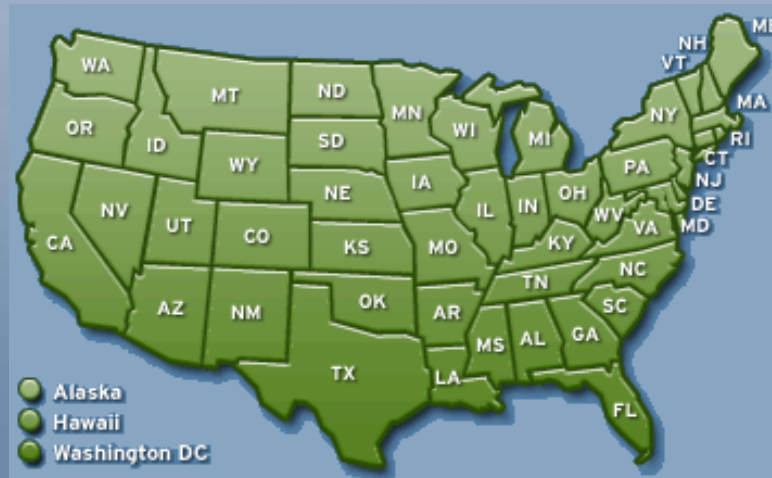 ME
NH
VT
WA
MT
ND
MN
OR
ID
SD
WI
MI
NY
MA
RI
CT
WY
IA
PA
NJ
NE
OH
DE
NV
UT
CO
IL
IN
WV
MD
VA
CA
KS
MO
KY
NC
AZ
NM
OK
AR
TN
SC
MS
AL
GA
TX
LA
FL
Alaska
Hawaii
Washington DC